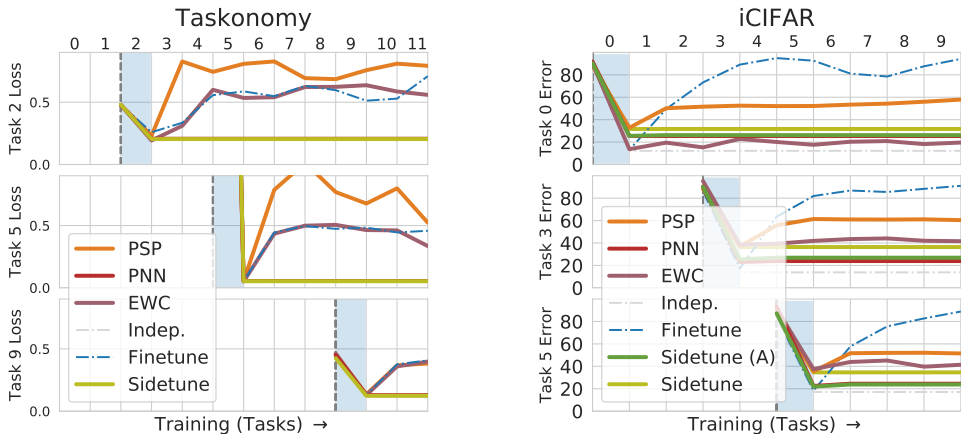 Taskonomy
0 1 2 3 4 5 6 7 8 9 10 11
Task 2 Loss
0.5
0.0
Task 5 Loss
0.5
0.0
Task 9 Loss
0.5
0.0
PSP
PNN
EWC
Indep.
Finetune
Sidetune
Training (Tasks) →
iCIFAR
0 1 2 3 4 5 6 7 8 9
Task 0 Error
80
60
40
20
0
Task 3 Error
80
60
40
20
0
Task 5 Error
80
60
40
20
0
PSP
PNN
EWC
Indep.
Finetune
Sidetune (A)
Sidetune
Training (Tasks) →